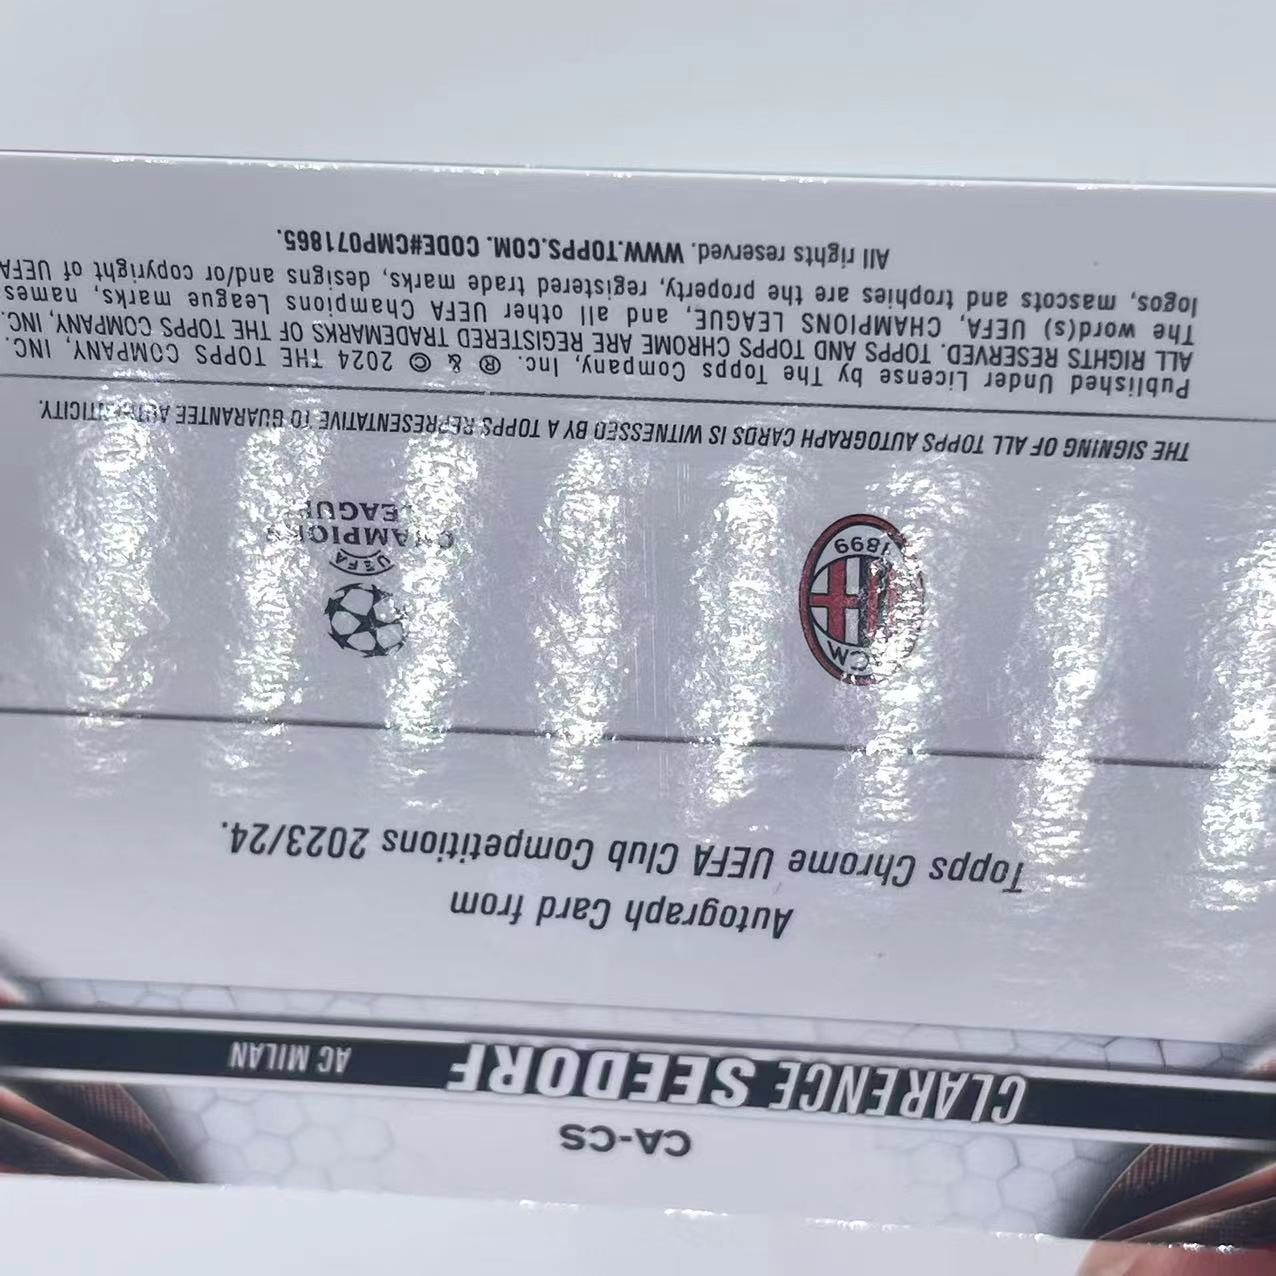 CA-CS
CLARENCE SEEDORF AC MILAN
Autograph Card from
Topps Chrome UEFA Club Competitions 2023/24.
ACM
1899
UEFA
CHAMPIONS
LEAGUE
THE SIGNING OF ALL TOPPS AUTOGRAPH CARDS IS WITNESSED BY A TOPPS REPRESENTATIVE TO GUARANTEE AUTHENTICITY.
Published Under License by The Topps Company, Inc. ® & © 2024 THE TOPPS COMPANY, INC.
ALL RIGHTS RESERVED. TOPPS AND TOPPS CHROME ARE REGISTERED TRADEMARKS OF THE TOPPS COMPANY, INC.
The word(s) UEFA, CHAMPIONS LEAGUE, and all other UEFA Champions League marks, names
logos, mascots and trophies are the property, registered trade marks, designs and/or copyright of UEFA
All rights reserved. WWW.TOPPS.COM. CODE#CMP071865.